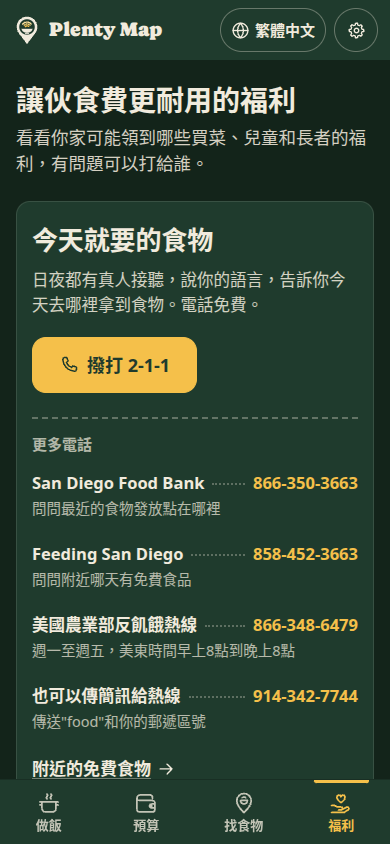 Plenty Map
繁體中文
讓伙食費更耐用的福利
看看你家可能領到哪些買菜、兒童和長者的福
利，有問題可以打給誰。
今天就要的食物
日夜都有真人接聽，說你的語言，告訴你今
天去哪裡拿到食物。電話免費。
撥打 2-1-1
更多電話
San Diego Food Bank 866-350-3663
問問最近的食物發放點在哪裡
Feeding San Diego 858-452-3663
問問附近哪天有免費食品
美國農業部反飢餓熱線 866-348-6479
週一至週五，美東時間早上8點到晚上8點
也可以傳簡訊給熱線 914-342-7744
傳送"food"和你的郵遞區號
附近的免費食物 →
做飯
預算
找食物
福利